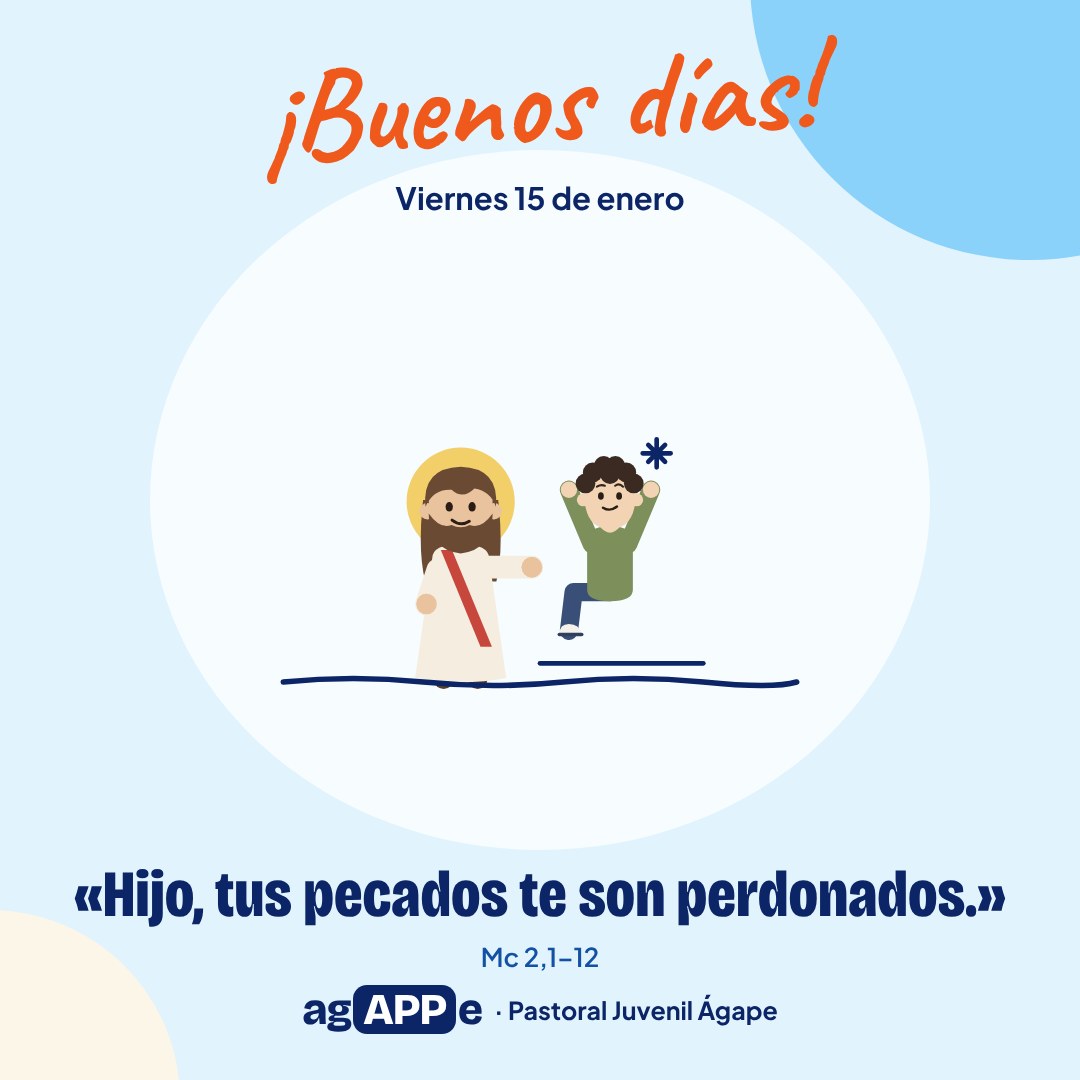 ¡Buenos días!
Viernes 15 de enero
«Hijo, tus pecados te son perdonados.»
Mc 2,1–12
agAPPe · Pastoral Juvenil Ágape